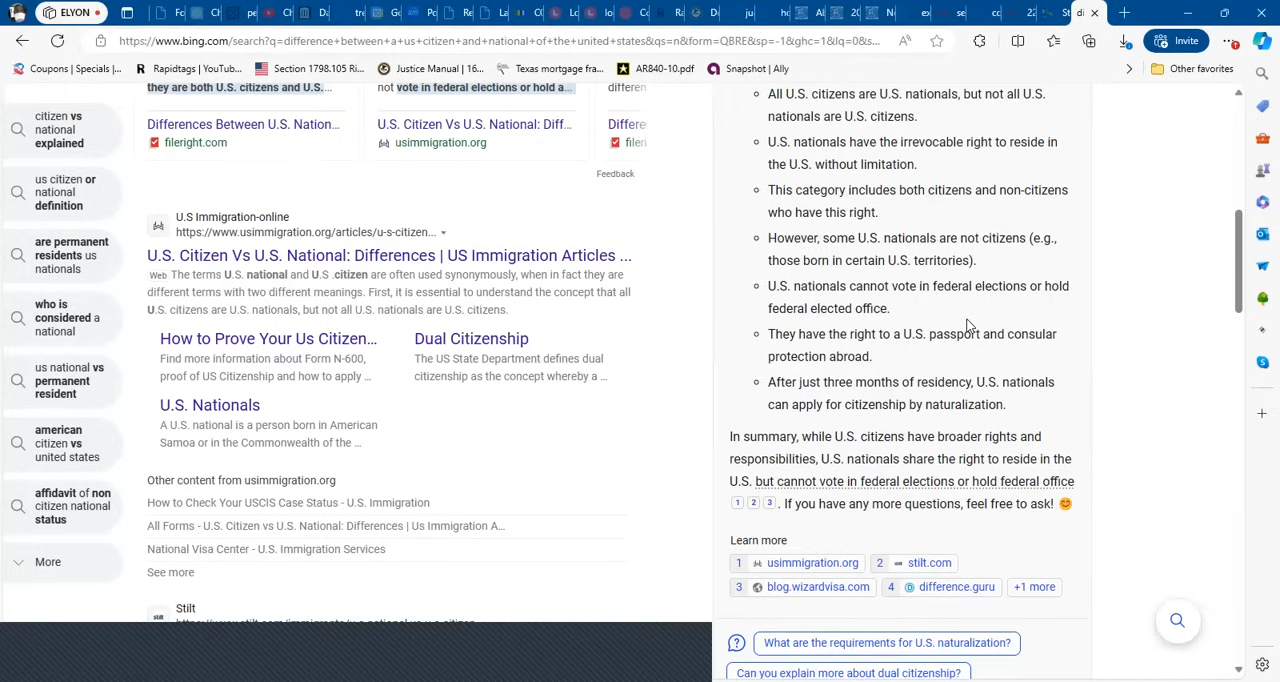 ELYON
https://www.bing.com/search?q=difference+between+a+us+citizen+and+national+of+the+united+states&qs=n&form=QBRE&sp=-1&ghc=1&lq=0&s...
Invite
Coupons | Specials |...
Rapidtags | YouTub...
Section 1798.105 Ri...
Justice Manual | 16...
Texas mortgage fra...
AR840-10.pdf
Snapshot | Ally
Other favorites
citizen vs
national
explained
us citizen or
national
definition
are permanent
residents us
nationals
who is
considered a
national
us national vs
permanent
resident
american
citizen vs
united states
affidavit of non
citizen national
status
More
they are both U.S. citizens and U.S....
Differences Between U.S. Nation...
fileright.com
not vote in federal elections or hold a...
U.S. Citizen Vs U.S. National: Diff...
usimmigration.org
differen
Differe
fileri
Feedback
U.S Immigration-online
https://www.usimmigration.org/articles/u-s-citizen...
U.S. Citizen Vs U.S. National: Differences | US Immigration Articles ...
Web The terms U.S. national and U.S .citizen are often used synonymously, when in fact they are
different terms with two different meanings. First, it is essential to understand the concept that all
U.S. citizens are U.S. nationals, but not all U.S. nationals are U.S. citizens.
How to Prove Your Us Citizen...
Find more information about Form N-600,
proof of US Citizenship and how to apply ...
Dual Citizenship
The US State Department defines dual
citizenship as the concept whereby a ...
U.S. Nationals
A U.S. national is a person born in American
Samoa or in the Commonwealth of the ...
Other content from usimmigration.org
How to Check Your USCIS Case Status - U.S. Immigration
All Forms - U.S. Citizen vs U.S. National: Differences | Us Immigration A...
National Visa Center - U.S. Immigration Services
See more
Stilt
All U.S. citizens are U.S. nationals, but not all U.S.
nationals are U.S. citizens.
U.S. nationals have the irrevocable right to reside in
the U.S. without limitation.
This category includes both citizens and non-citizens
who have this right.
However, some U.S. nationals are not citizens (e.g.,
those born in certain U.S. territories).
U.S. nationals cannot vote in federal elections or hold
federal elected office.
They have the right to a U.S. passport and consular
protection abroad.
After just three months of residency, U.S. nationals
can apply for citizenship by naturalization.
In summary, while U.S. citizens have broader rights and
responsibilities, U.S. nationals share the right to reside in the
U.S. but cannot vote in federal elections or hold federal office
1 2 3 . If you have any more questions, feel free to ask! 😊
Learn more
1 usimmigration.org
2 stilt.com
3 blog.wizardvisa.com
4 difference.guru
+1 more
What are the requirements for U.S. naturalization?
Can you explain more about dual citizenship?